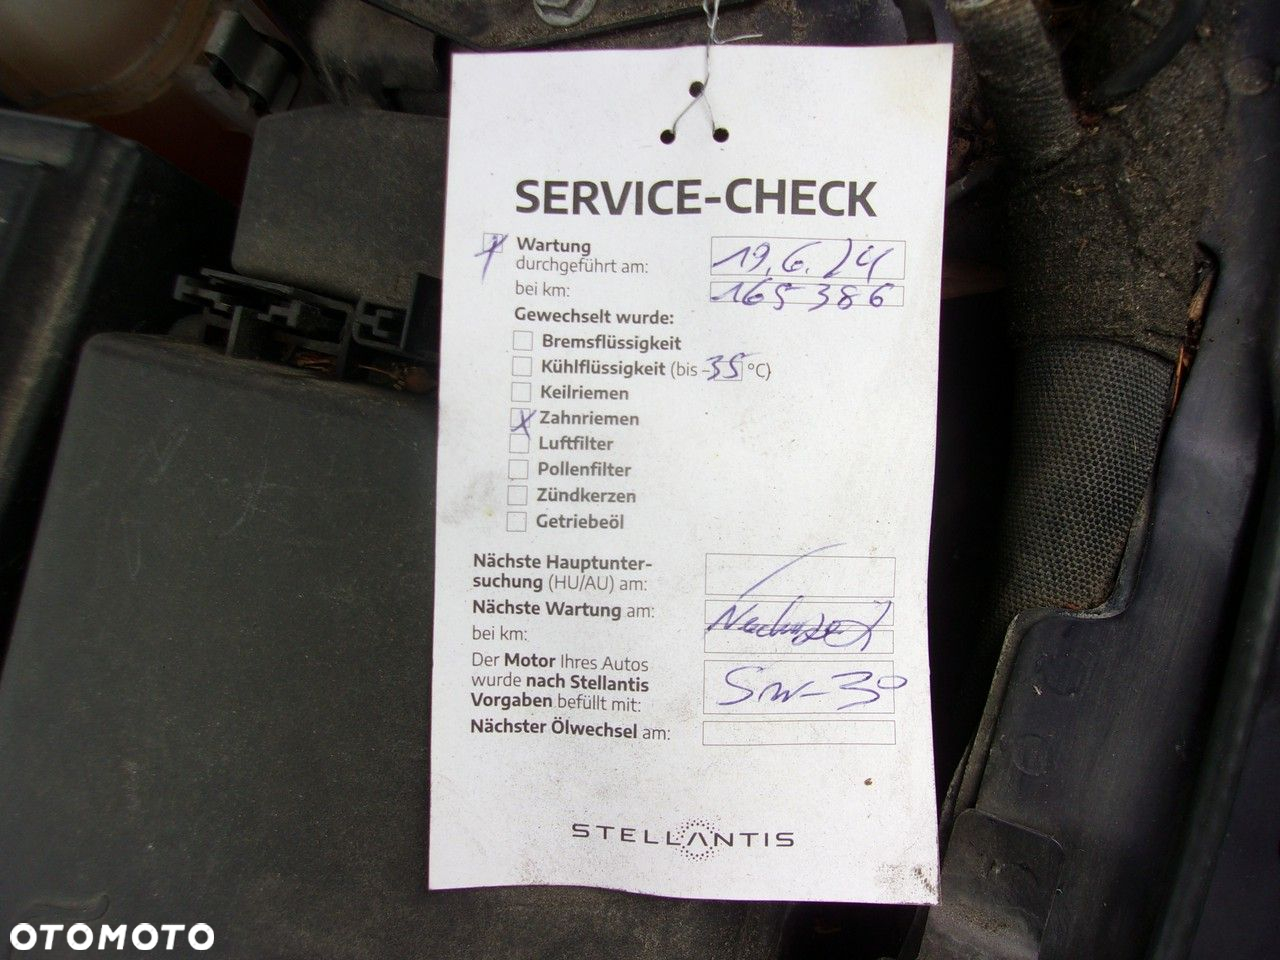 SERVICE-CHECK
Wartung
durchgeführt am: 19.6.24
bei km: 165 386
Gewechselt wurde:
Bremsflüssigkeit
Kühlflüssigkeit (bis -35 °C)
Keilriemen
X Zahnriemen
Luftfilter
Pollenfilter
Zündkerzen
Getriebeöl
Nächste Hauptunter-
suchung (HU/AU) am:
Nächste Wartung am:
bei km:
Der Motor Ihres Autos
wurde nach Stellantis
Vorgaben befüllt mit: 5w-30
Nächster Ölwechsel am:
STELLANTIS
OTOMOTO